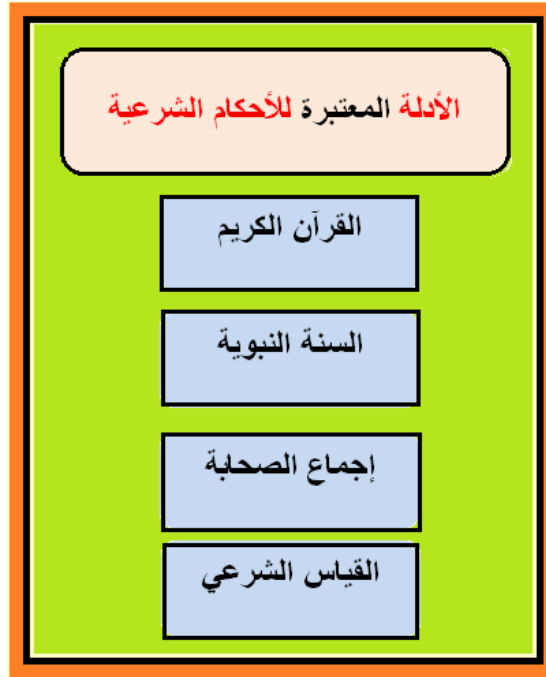 الأدلة المعتبرة للأحكام الشرعية
القرآن الكريم
السنة النبوية
إجماع الصحابة
القياس الشرعي